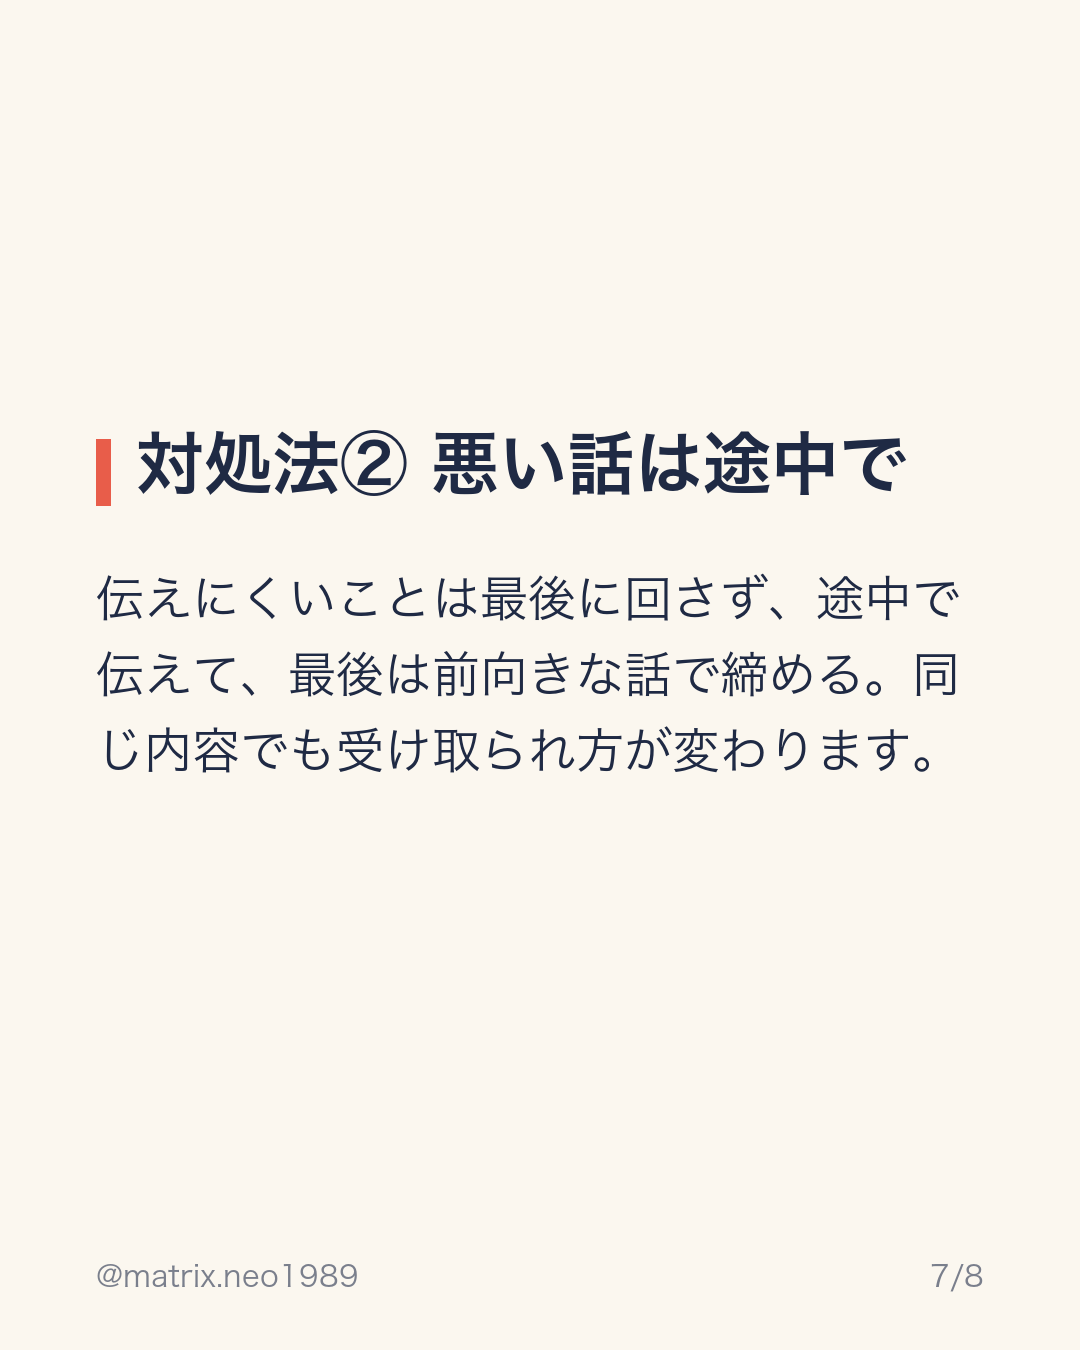 対処法② 悪い話は途中で
伝えにくいことは最後に回さず、途中で
伝えて、最後は前向きな話で締める。同
じ内容でも受け取られ方が変わります。
@matrix.neo1989
7/8